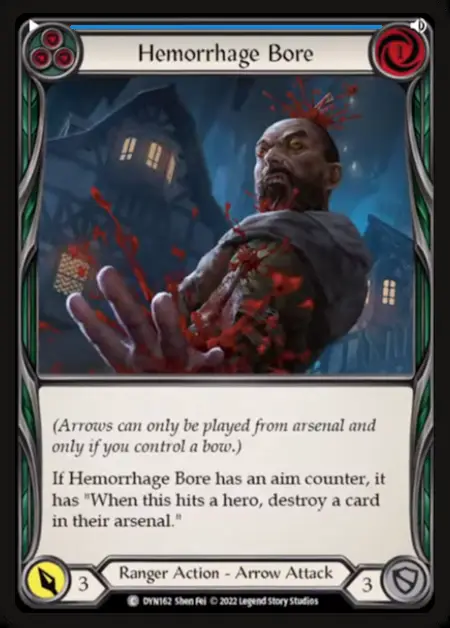 Hemorrhage Bore
1
(Arrows can only be played from arsenal and
only if you control a bow.)
If Hemorrhage Bore has an aim counter, it
has "When this hits a hero, destroy a card
in their arsenal."
3
Ranger Action - Arrow Attack
3
C DYN162 Shen Fei © 2022 Legend Story Studios